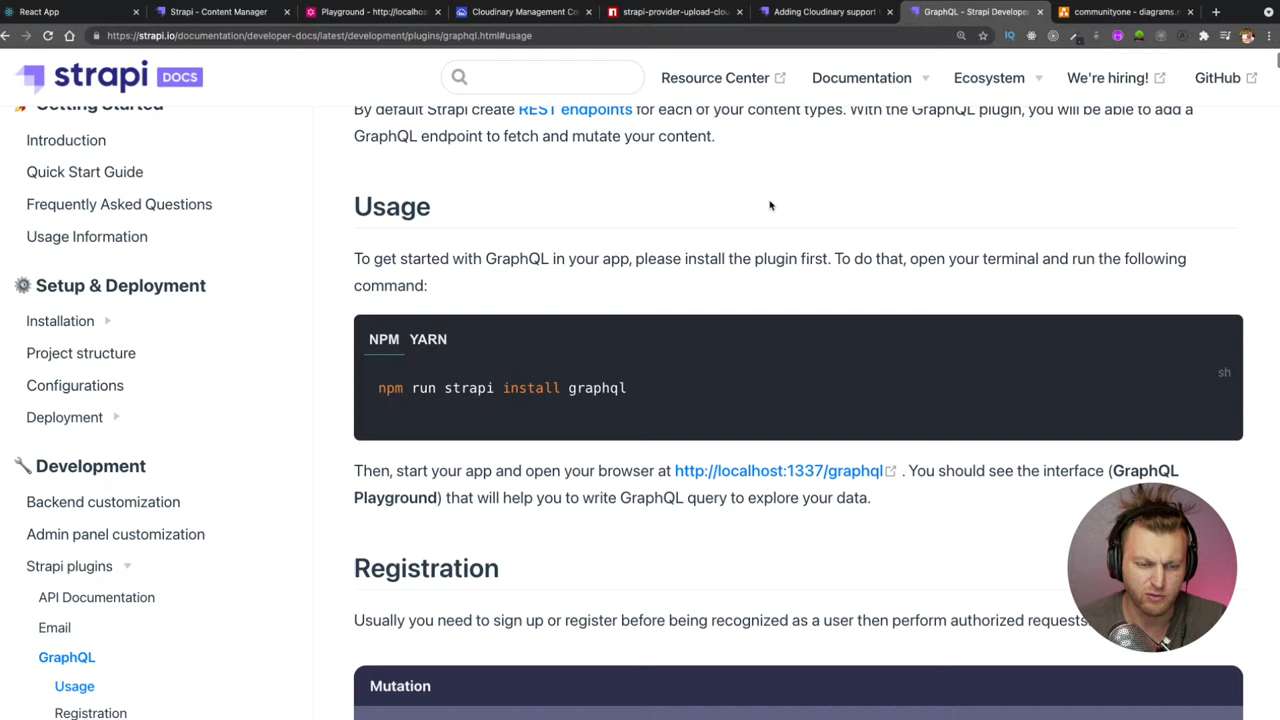 React App
Strapi - Content Manager
Playground - http://localhos
Cloudinary Management Co
strapi-provider-upload-clou
Adding Cloudinary support
GraphQL - Strapi Developer
communityone - diagrams.n
https://strapi.io/documentation/developer-docs/latest/development/plugins/graphql.html#usage
strapi DOCS
Resource Center
Documentation
Ecosystem
We're hiring!
GitHub
Getting Started
Introduction
Quick Start Guide
Frequently Asked Questions
Usage Information
Setup & Deployment
Installation
Project structure
Configurations
Deployment
Development
Backend customization
Admin panel customization
Strapi plugins
API Documentation
Email
GraphQL
Usage
Registration
By default Strapi create REST endpoints for each of your content types. With the GraphQL plugin, you will be able to add a
GraphQL endpoint to fetch and mutate your content.
Usage
To get started with GraphQL in your app, please install the plugin first. To do that, open your terminal and run the following
command:
NPM YARN
sh
npm run strapi install graphql
Then, start your app and open your browser at http://localhost:1337/graphql . You should see the interface (GraphQL
Playground) that will help you to write GraphQL query to explore your data.
Registration
Usually you need to sign up or register before being recognized as a user then perform authorized requests
Mutation